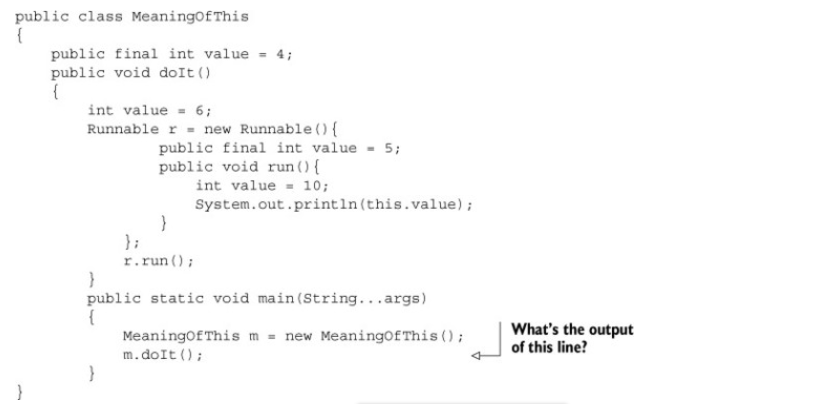 public class MeaningOfThis
{
    public final int value = 4;
    public void doIt()
    {
        int value = 6;
        Runnable r = new Runnable(){
                public final int value = 5;
                public void run(){
                    int value = 10;
                    System.out.println(this.value);
                }
            };
            r.run();
        }
        public static void main(String...args)
        {
            MeaningOfThis m = new MeaningOfThis();
            m.doIt();
        }
}
What's the output
of this line?